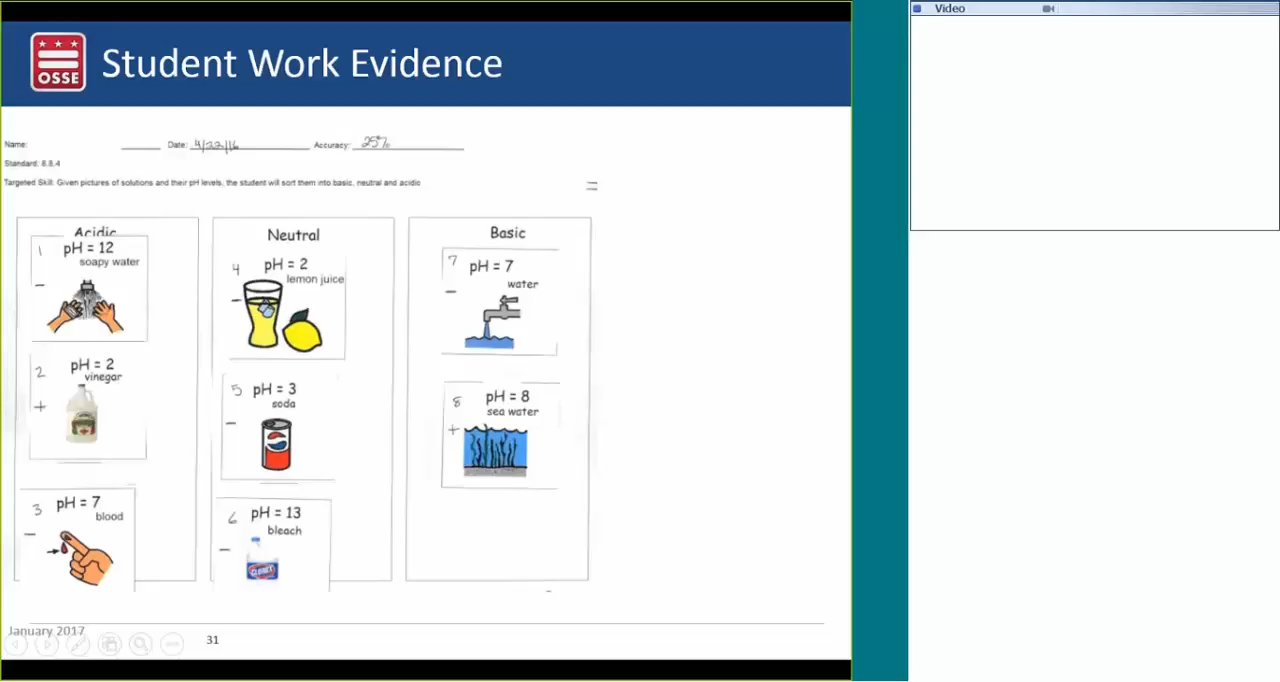 Video
OSSE
Student Work Evidence
Name: Date: 4/22/16 Accuracy: 25%
Standard: 8.8.4
Targeted Skill: Given pictures of solutions and their pH levels, the student will sort them into basic, neutral and acidic
Acidic
1
pH = 12
soapy water
-
2
pH = 2
vinegar
+
3
pH = 7
blood
-
Neutral
4
pH = 2
lemon juice
-
5
pH = 3
soda
-
6
pH = 13
bleach
-
CLOROX
Basic
7
pH = 7
water
-
8
pH = 8
sea water
+
January 2017
31